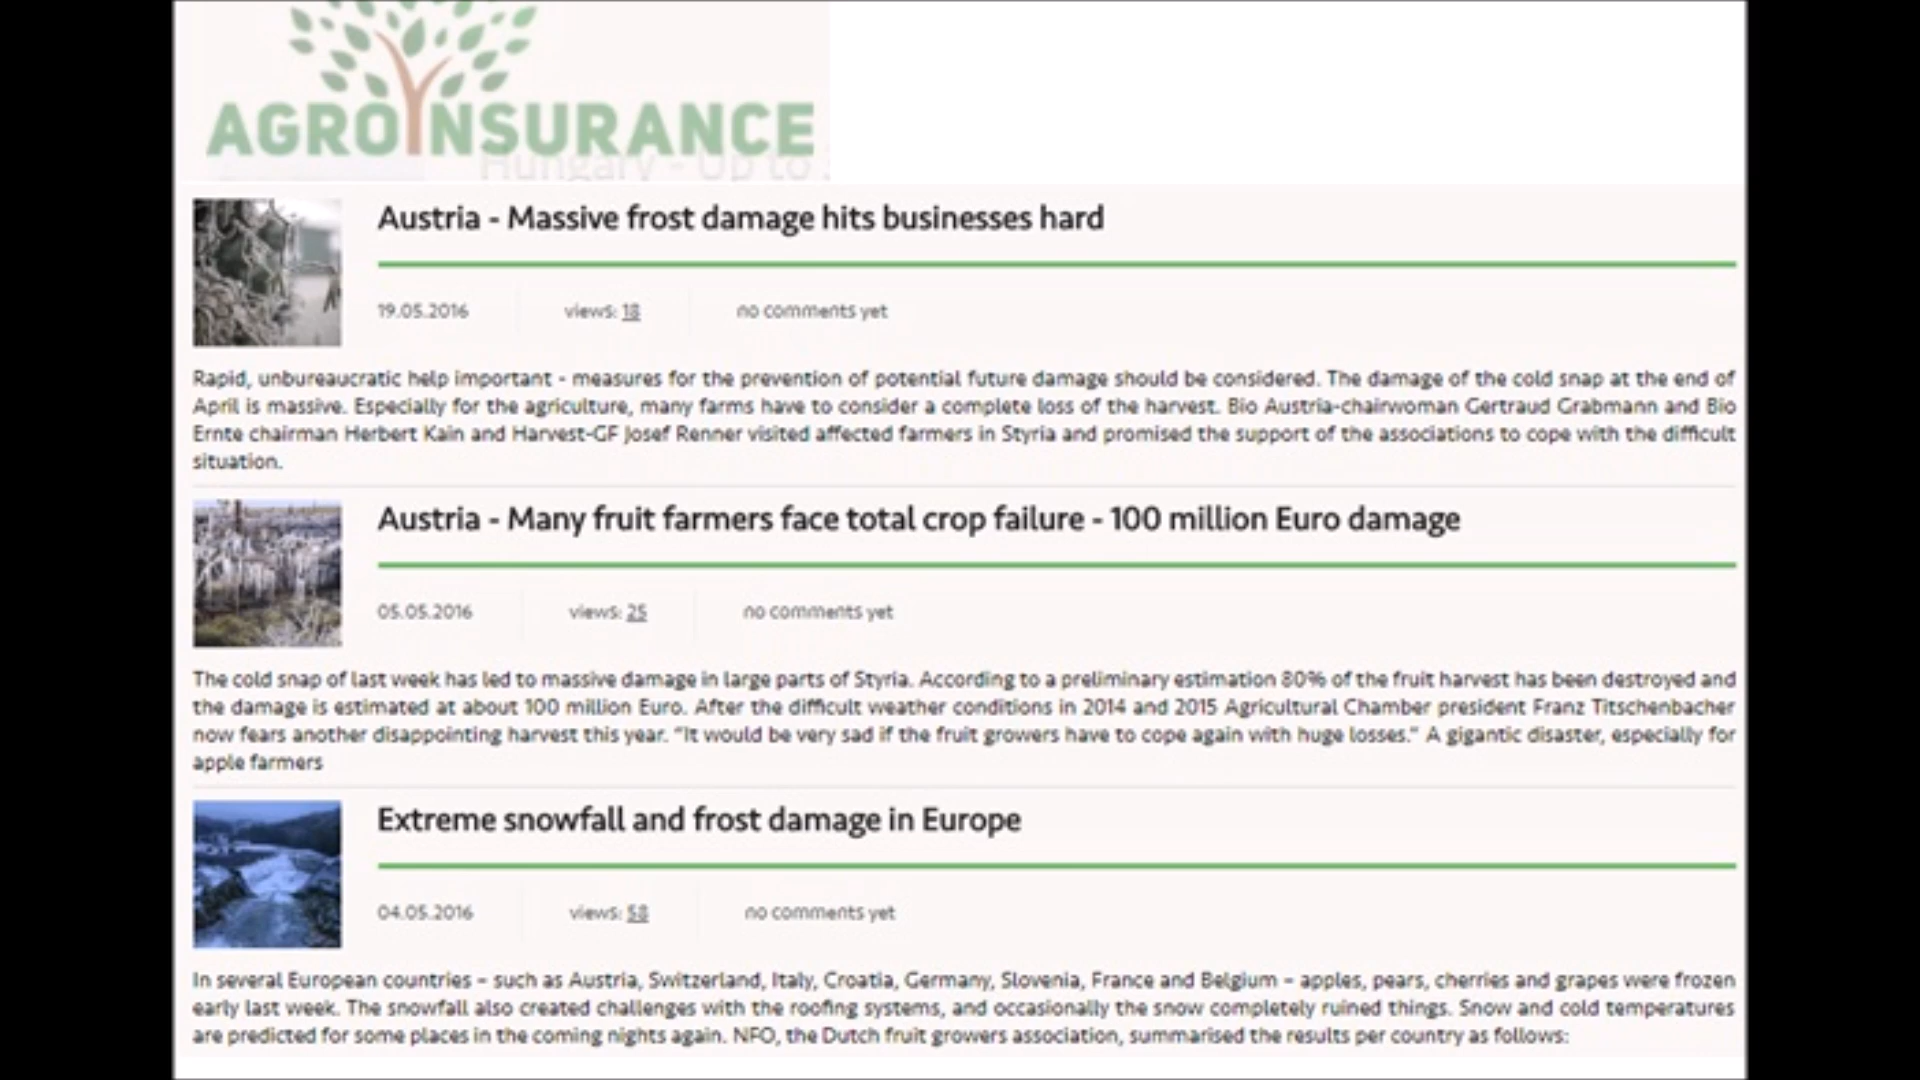 AGROINSURANCE
Hungary - Up to
Austria - Massive frost damage hits businesses hard
19.05.2016 views: 18 no comments yet
Rapid, unbureaucratic help important - measures for the prevention of potential future damage should be considered. The damage of the cold snap at the end of
April is massive. Especially for the agriculture, many farms have to consider a complete loss of the harvest. Bio Austria-chairwoman Gertraud Grabmann and Bio
Ernte chairman Herbert Kain and Harvest-GF Josef Renner visited affected farmers in Styria and promised the support of the associations to cope with the difficult
situation.
Austria - Many fruit farmers face total crop failure - 100 million Euro damage
05.05.2016 views: 25 no comments yet
The cold snap of last week has led to massive damage in large parts of Styria. According to a preliminary estimation 80% of the fruit harvest has been destroyed and
the damage is estimated at about 100 million Euro. After the difficult weather conditions in 2014 and 2015 Agricultural Chamber president Franz Titschenbacher
now fears another disappointing harvest this year. "It would be very sad if the fruit growers have to cope again with huge losses." A gigantic disaster, especially for
apple farmers
Extreme snowfall and frost damage in Europe
04.05.2016 views: 58 no comments yet
In several European countries – such as Austria, Switzerland, Italy, Croatia, Germany, Slovenia, France and Belgium – apples, pears, cherries and grapes were frozen
early last week. The snowfall also created challenges with the roofing systems, and occasionally the snow completely ruined things. Snow and cold temperatures
are predicted for some places in the coming nights again. NFO, the Dutch fruit growers association, summarised the results per country as follows: